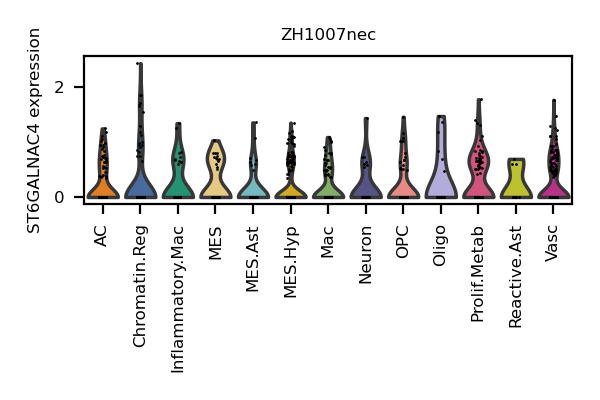 ZH1007nec
ST6GALNAC4 expression
2
0
AC
Chromatin.Reg
Inflammatory.Mac
MES
MES.Ast
MES.Hyp
Mac
Neuron
OPC
Oligo
Prolif.Metab
Reactive.Ast
Vasc